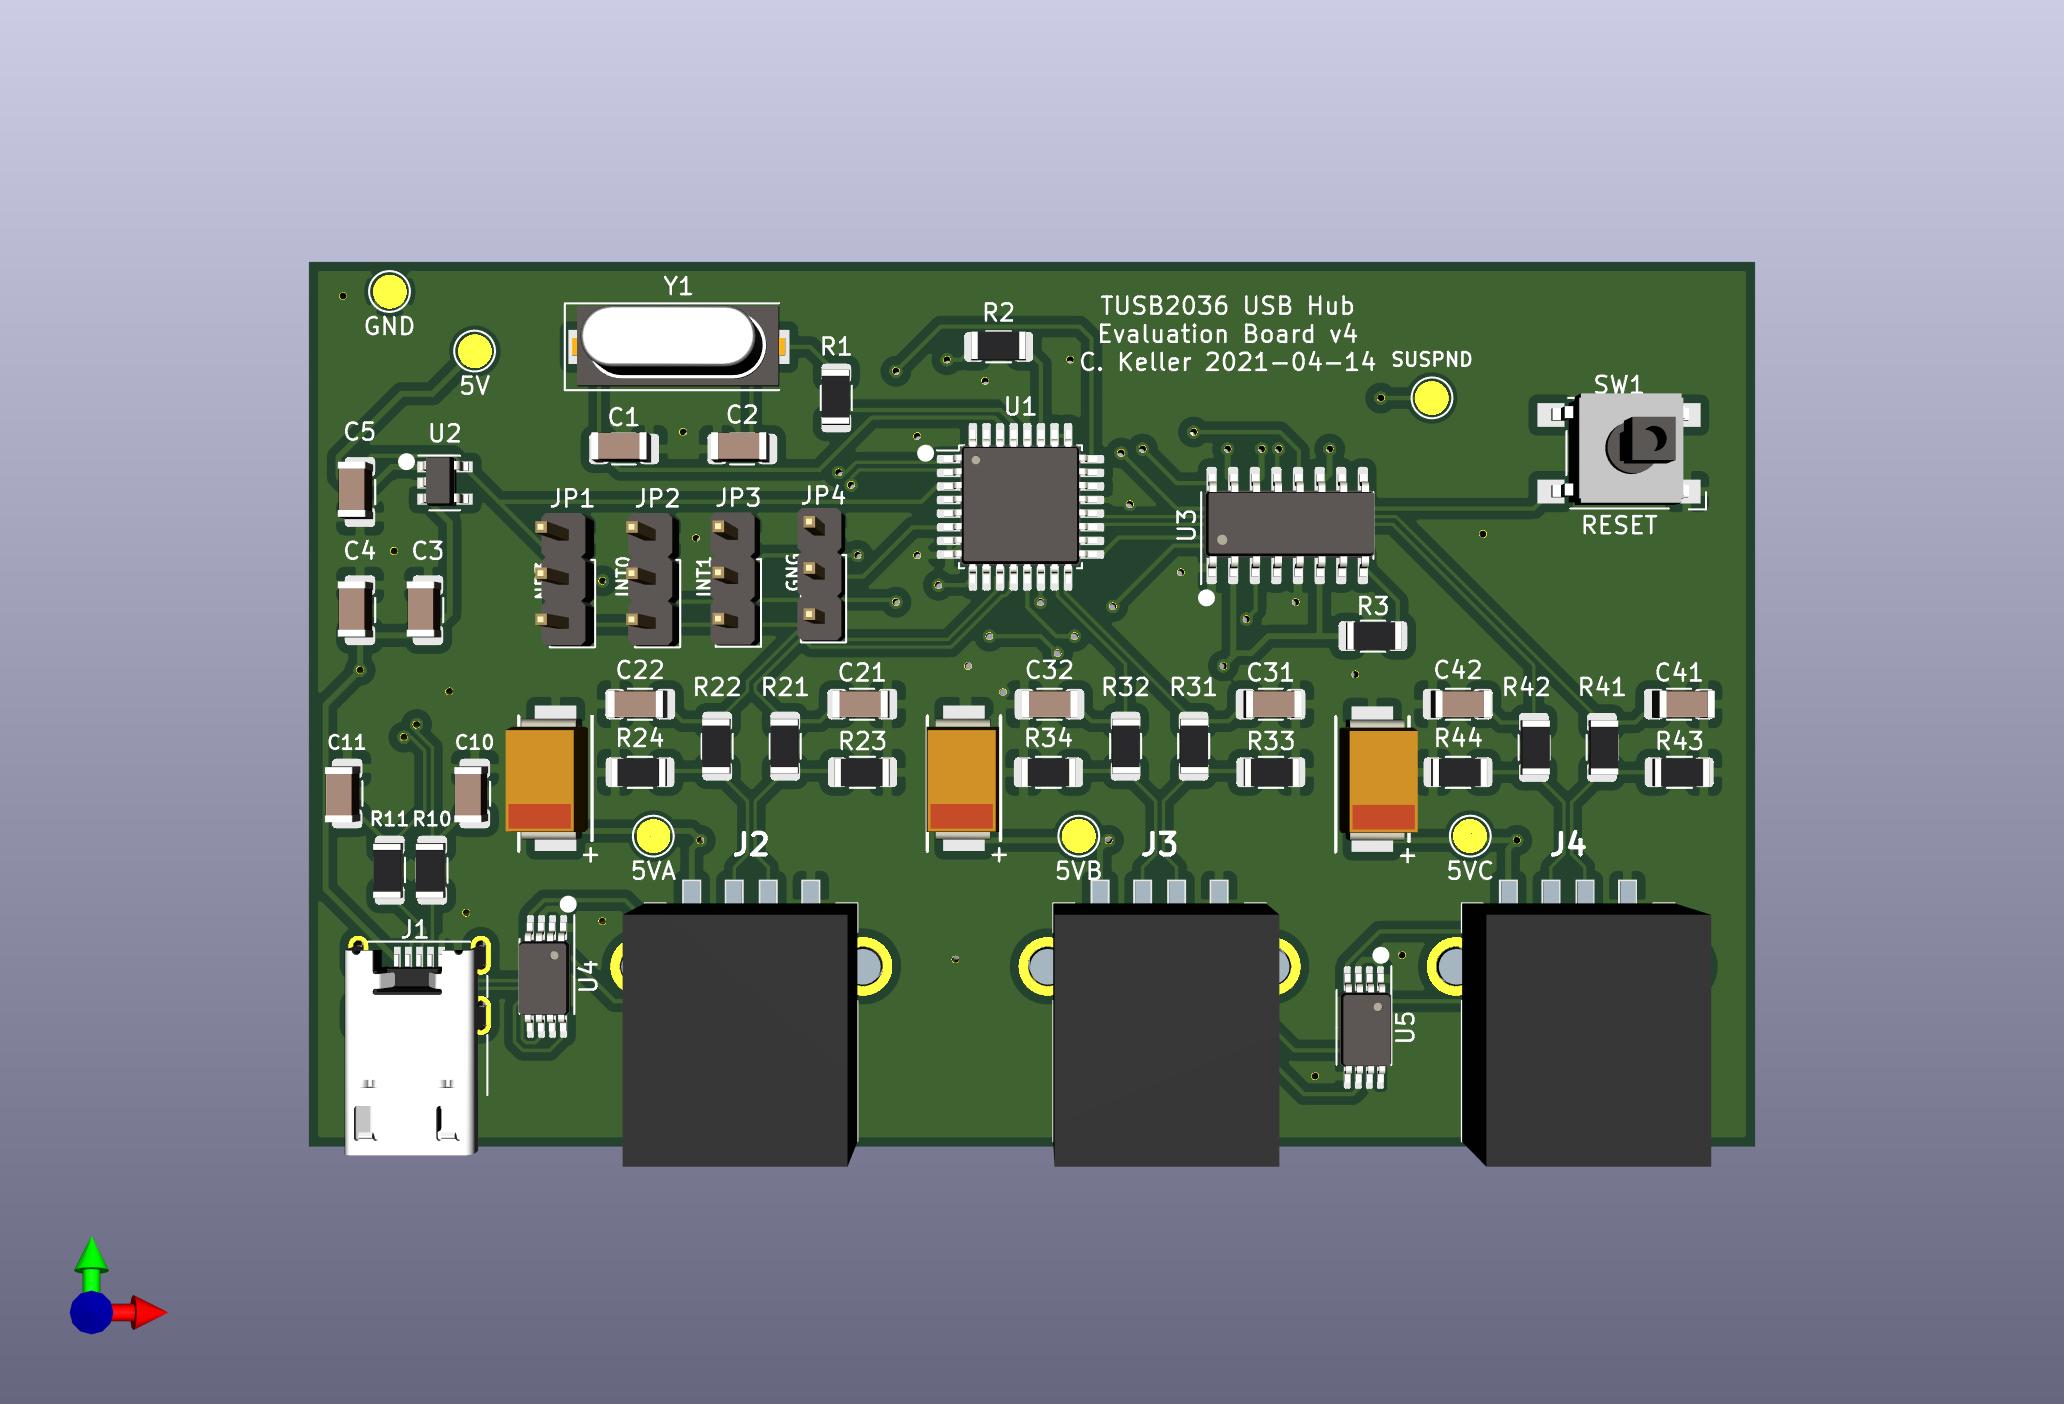 Y1
GND
R2
TUSB2036 USB Hub
Evaluation Board v4
C. Keller 2021-04-14
SUSPND
R1
5V
SW1
C5
U2
C1
C2
U1
JP1
JP2
JP3
JP4
U3
RESET
C4
C3
INT0
INT1
R3
C22
R22
R21
C21
C32
R32
R31
C31
C42
R42
R41
C41
C11
C10
R24
R23
R34
R33
R44
R43
R11
R10
+
5VA
J2
+
5VB
J3
+
5VC
J4
J1
U4
U5